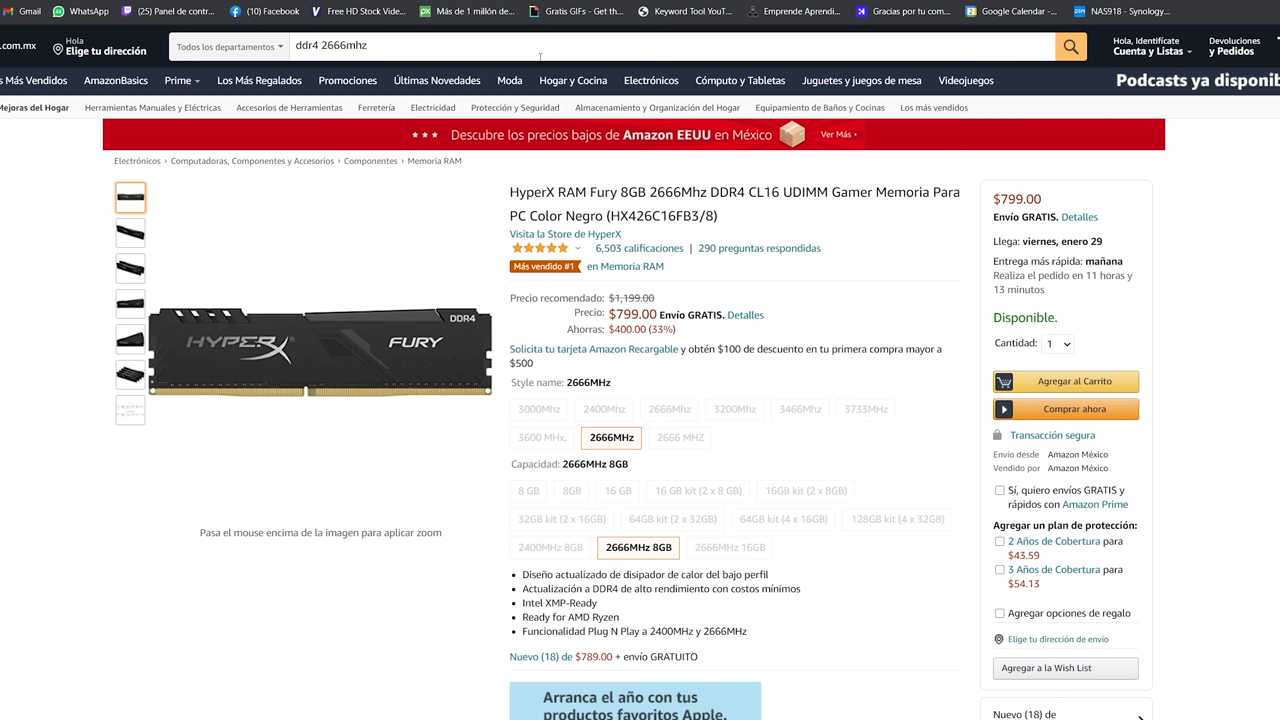 Gmail WhatsApp (25) Panel de contr... (10) Facebook Free HD Stock Vide... Más de 1 millón de... Gratis GIFs - Get th... Keyword Tool YouT... Emprende Aprendi... Gracias por tu com... Google Calendar -... NAS918 - Synology...
.com.mx Hola Elige tu dirección Todos los departamentos ddr4 2666mhz Hola, Identifícate Cuenta y Listas Devoluciones y Pedidos
s Más Vendidos AmazonBasics Prime Los Más Regalados Promociones Últimas Novedades Moda Hogar y Cocina Electrónicos Cómputo y Tabletas Juguetes y juegos de mesa Videojuegos Podcasts ya disponib
Mejoras del Hogar Herramientas Manuales y Eléctricas Accesorios de Herramientas Ferretería Electricidad Protección y Seguridad Almacenamiento y Organización del Hogar Equipamiento de Baños y Cocinas Los más vendidos
Descubre los precios bajos de Amazon EEUU en México Ver Más ›
Electrónicos › Computadoras, Componentes y Accesorios › Componentes › Memoria RAM
HYPERX FURY DDR4
Pasa el mouse encima de la imagen para aplicar zoom
HyperX RAM Fury 8GB 2666Mhz DDR4 CL16 UDIMM Gamer Memoria Para
PC Color Negro (HX426C16FB3/8)
Visita la Store de HyperX
6,503 calificaciones | 290 preguntas respondidas
Más vendido #1 en Memoria RAM
Precio recomendado: $1,199.00
Precio: $799.00 Envío GRATIS. Detalles
Ahorras: $400.00 (33%)
Solicita tu tarjeta Amazon Recargable y obtén $100 de descuento en tu primera compra mayor a
$500
Style name: 2666MHz
3000Mhz 2400Mhz 2666Mhz 3200Mhz 3466Mhz 3733MHz
3600 MHx. 2666MHz 2666 MHZ
Capacidad: 2666MHz 8GB
8 GB 8GB 16 GB 16 GB kit (2 x 8 GB) 16GB kit (2 x 8GB)
32GB kit (2 x 16GB) 64GB kit (2 x 32GB) 64GB kit (4 x 16GB) 128GB kit (4 x 32GB)
2400MHz 8GB 2666MHz 8GB 2666MHz 16GB
• Diseño actualizado de disipador de calor del bajo perfil
• Actualización a DDR4 de alto rendimiento con costos mínimos
• Intel XMP-Ready
• Ready for AMD Ryzen
• Funcionalidad Plug N Play a 2400MHz y 2666MHz
Nuevo (18) de $789.00 + envío GRATUITO
Arranca el año con tus
productos favoritos Apple.
$799.00
Envío GRATIS. Detalles
Llega: viernes, enero 29
Entrega más rápida: mañana
Realiza el pedido en 11 horas y
13 minutos
Disponible.
Cantidad: 1
Agregar al Carrito
Comprar ahora
Transacción segura
Envío desde Amazon México
Vendido por Amazon México
Sí, quiero envíos GRATIS y
rápidos con Amazon Prime
Agregar un plan de protección:
2 Años de Cobertura para
$43.59
3 Años de Cobertura para
$54.13
Agregar opciones de regalo
Elige tu dirección de envío
Agregar a la Wish List
Nuevo (18) de